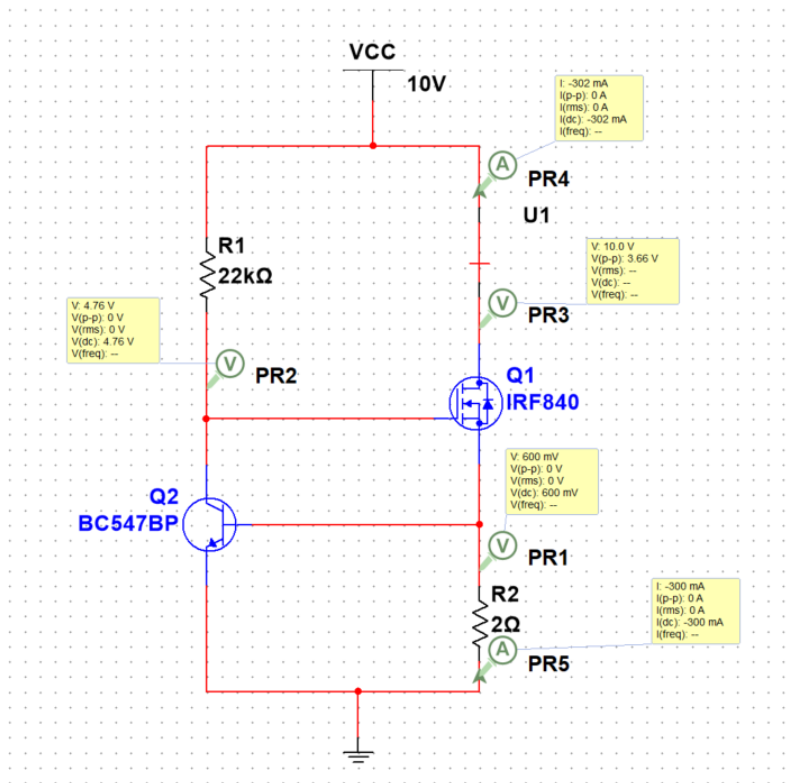 VCC
10V
I: -302 mA
I(p-p): 0 A
I(rms): 0 A
I(dc): -302 mA
I(freq): --
A
PR4
U1
R1
22kΩ
V: 10.0 V
V(p-p): 3.66 V
V(rms): --
V(dc): --
V(freq): --
V
PR3
V: 4.76 V
V(p-p): 0 V
V(rms): 0 V
V(dc): 4.76 V
V(freq): --
V
PR2
Q1
IRF840
V: 600 mV
V(p-p): 0 V
V(rms): 0 V
V(dc): 600 mV
V(freq): --
Q2
BC547BP
V
PR1
R2
2Ω
I: -300 mA
I(p-p): 0 A
I(rms): 0 A
I(dc): -300 mA
I(freq): --
A
PR5